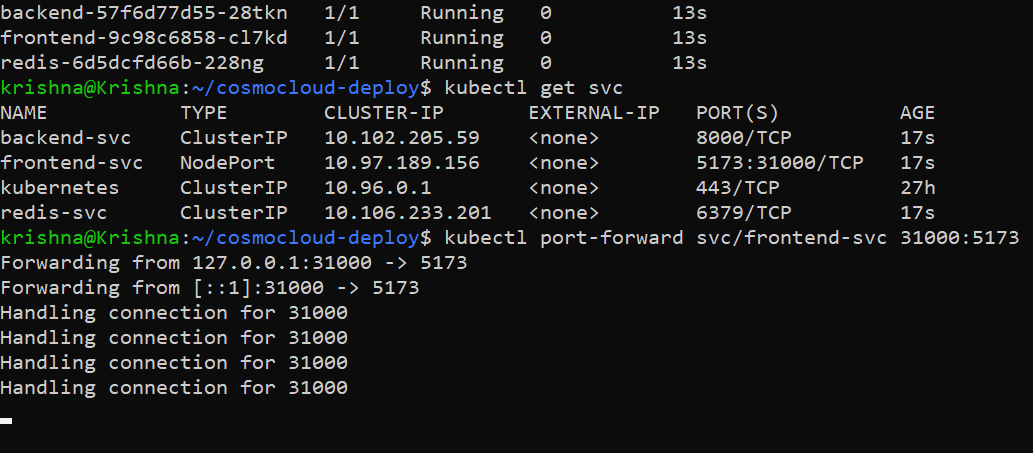 backend-57f6d77d55-28tkn   1/1     Running   0          13s
frontend-9c98c6858-cl7kd   1/1     Running   0          13s
redis-6d5dcfd66b-228ng     1/1     Running   0          13s
krishna@Krishna:~/cosmocloud-deploy$ kubectl get svc
NAME           TYPE        CLUSTER-IP       EXTERNAL-IP   PORT(S)          AGE
backend-svc    ClusterIP   10.102.205.59    <none>        8000/TCP         17s
frontend-svc   NodePort    10.97.189.156    <none>        5173:31000/TCP   17s
kubernetes     ClusterIP   10.96.0.1        <none>        443/TCP          27h
redis-svc      ClusterIP   10.106.233.201   <none>        6379/TCP         17s
krishna@Krishna:~/cosmocloud-deploy$ kubectl port-forward svc/frontend-svc 31000:5173
Forwarding from 127.0.0.1:31000 -> 5173
Forwarding from [::1]:31000 -> 5173
Handling connection for 31000
Handling connection for 31000
Handling connection for 31000
Handling connection for 31000